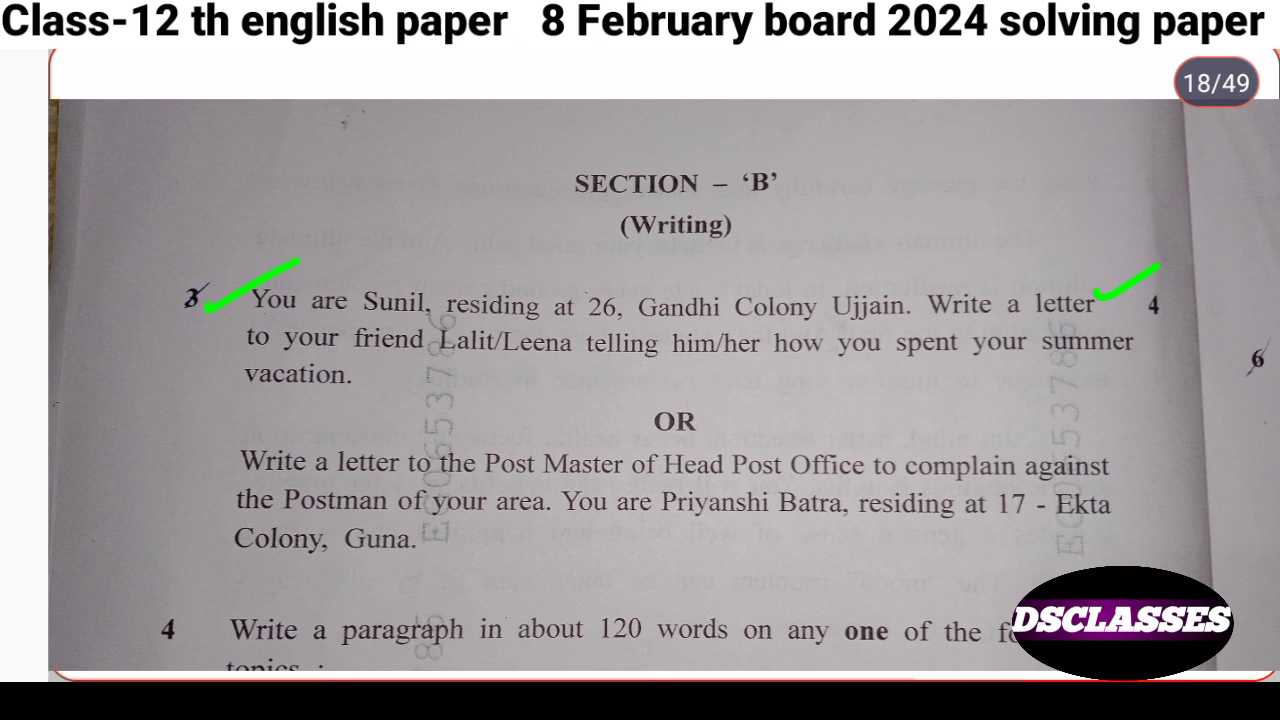 Class-12 th english paper 8 February board 2024 solving paper
18/49
SECTION – ‘B’
(Writing)
3 You are Sunil, residing at 26, Gandhi Colony Ujjain. Write a letter 4
to your friend Lalit/Leena telling him/her how you spent your summer
vacation.
6
OR
Write a letter to the Post Master of Head Post Office to complain against
the Postman of your area. You are Priyanshi Batra, residing at 17 - Ekta
Colony, Guna.
4 Write a paragraph in about 120 words on any one of the
topics :
DSCLASSES